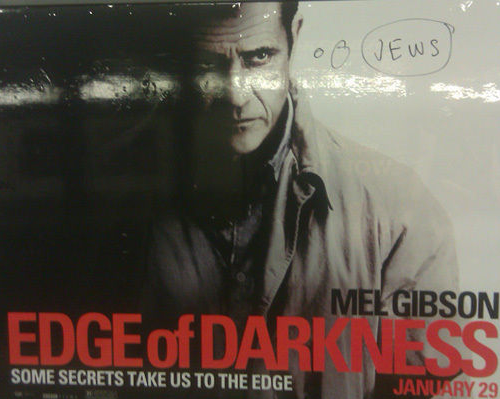 JEWS
MEL GIBSON
EDGE of DARKNESS
SOME SECRETS TAKE US TO THE EDGE
JANUARY 29